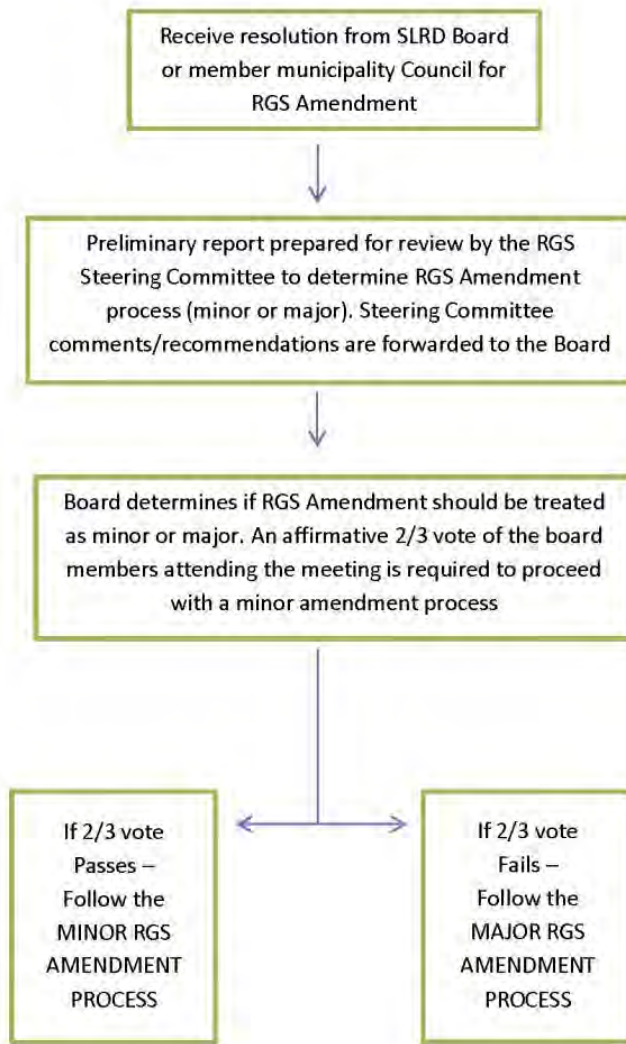 Receive resolution from SLRD Board
or member municipality Council for
RGS Amendment
Preliminary report prepared for review by the RGS
Steering Committee to determine RGS Amendment
process (minor or major). Steering Committee
comments/recommendations are forwarded to the Board
Board determines if RGS Amendment should be treated
as minor or major. An affirmative 2/3 vote of the board
members attending the meeting is required to proceed
with a minor amendment process
If 2/3 vote
Passes –
Follow the
MINOR RGS
AMENDMENT
PROCESS
If 2/3 vote
Fails –
Follow the
MAJOR RGS
AMENDMENT
PROCESS